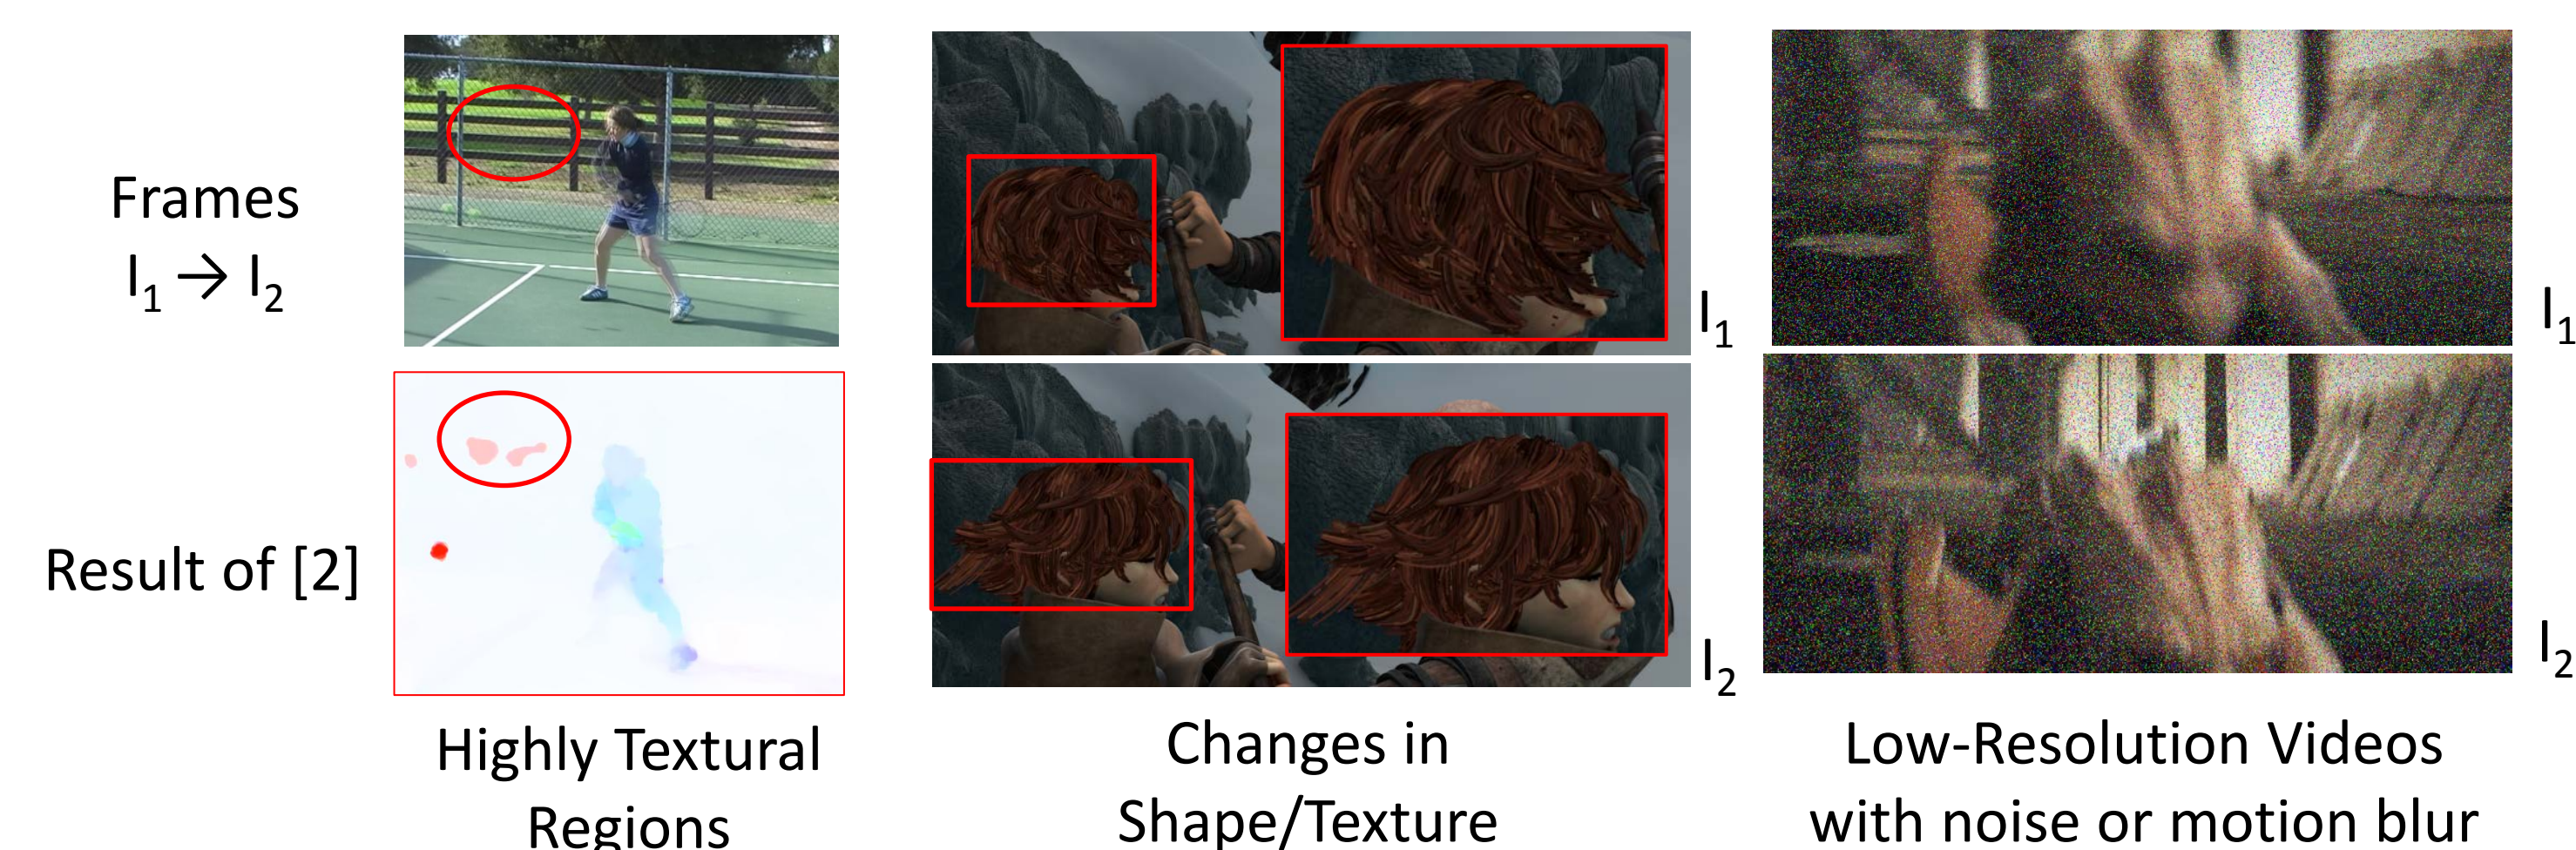 Frames
I1 → I2
Result of [2]
Highly Textural
Regions
I1
I2
Changes in
Shape/Texture
I1
I2
Low-Resolution Videos
with noise or motion blur